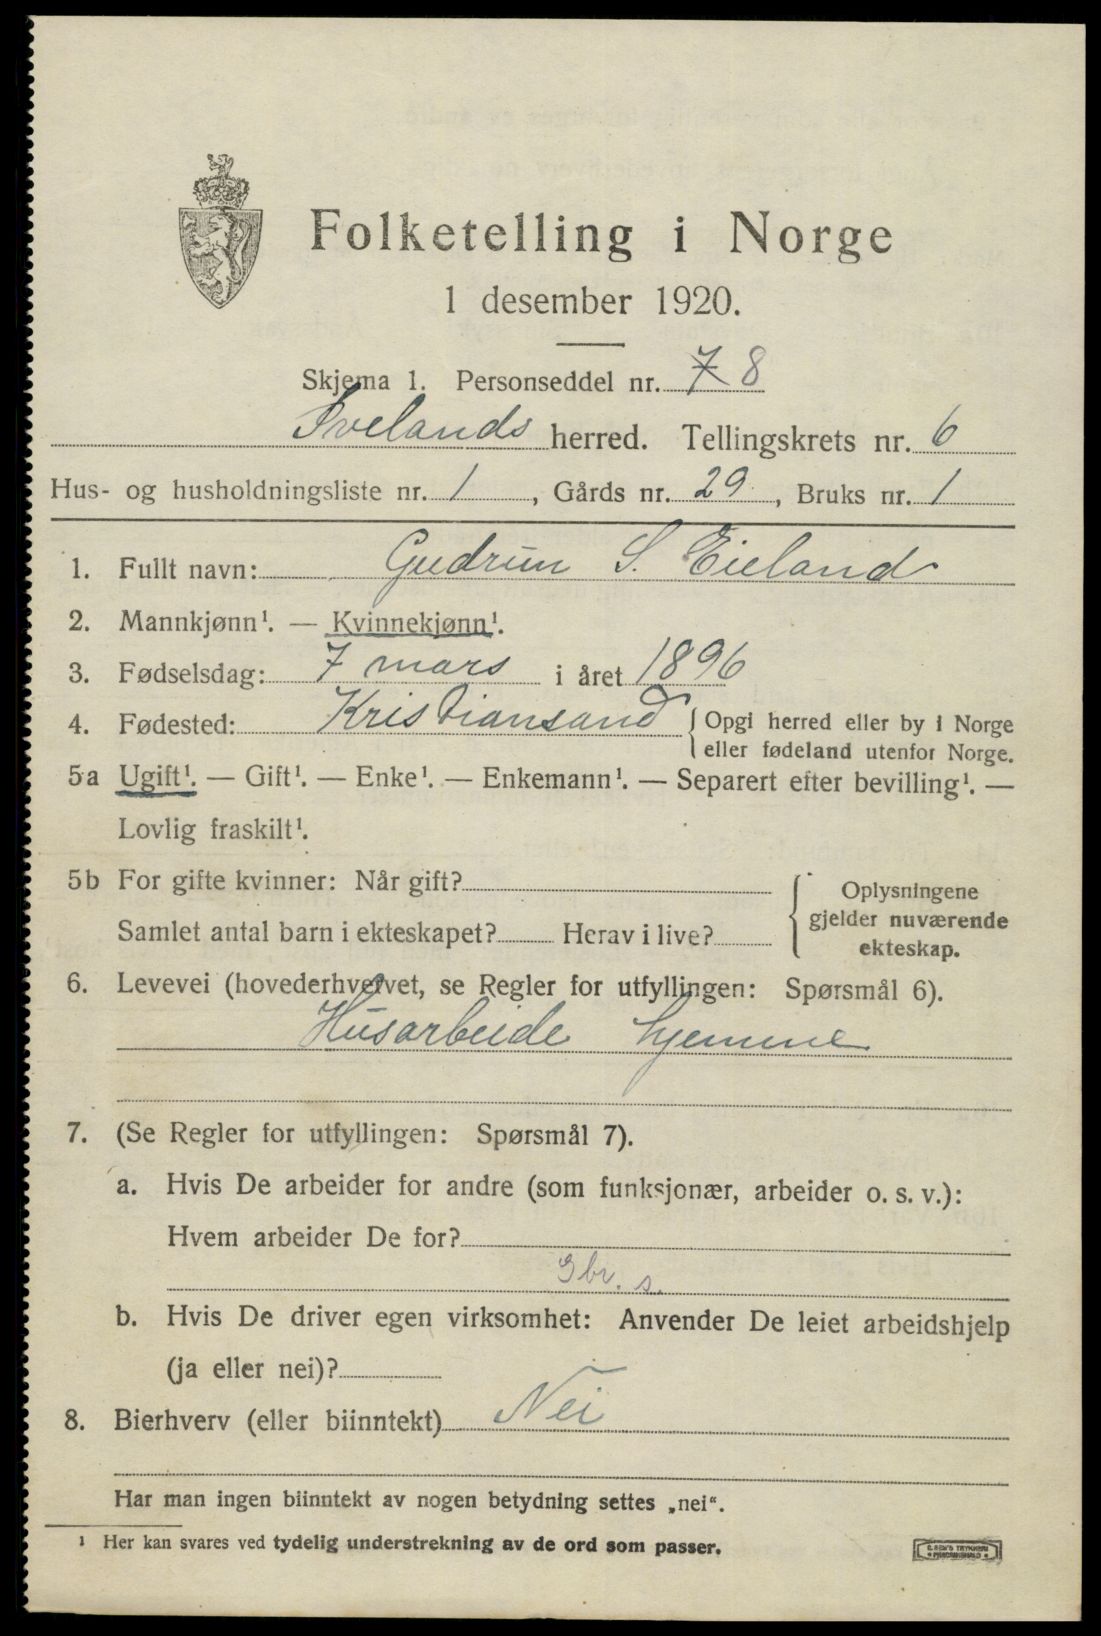 Folketelling i Norge
1 desember 1920.
Skjema 1. Personseddel nr. 7 8
Ivelands herred. Tellingskrets nr. 6
Hus- og husholdningsliste nr. 1, Gårds nr. 29, Bruks nr. 1
1. Fullt navn: Gudrun S. Eieland
2. Mannkjønn¹. — Kvinnekjønn¹.
3. Fødselsdag: 7 mars i året 1896
4. Fødested: Kristiansand { Opgi herred eller by i Norge
eller fødeland utenfor Norge.
5a Ugift¹. — Gift¹. — Enke¹. — Enkemann¹. — Separert efter bevilling¹. —
Lovlig fraskilt¹.
5b For gifte kvinner: Når gift?
Samlet antal barn i ekteskapet? Herav i live?
Oplysningene
gjelder nuværende
ekteskap.
6. Levevei (hovederhvervet, se Regler for utfyllingen: Spørsmål 6).
Husarbeide hjemme
7. (Se Regler for utfyllingen: Spørsmål 7).
a. Hvis De arbeider for andre (som funksjonær, arbeider o. s. v.):
Hvem arbeider De for?
Gbr. s.
b. Hvis De driver egen virksomhet: Anvender De leiet arbeidshjelp
(ja eller nei)?
8. Bierhverv (eller biinntekt) Nei
Har man ingen biinntekt av nogen betydning settes „nei“.
¹ Her kan svares ved tydelig understrekning av de ord som passer.